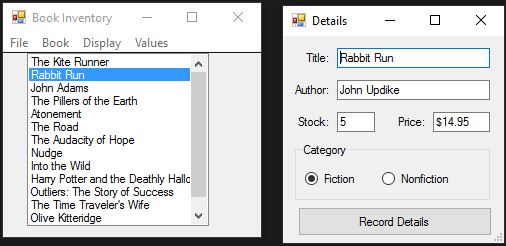 Book Inventory
File Book Display Values
The Kite Runner
Rabbit Run
John Adams
The Pillars of the Earth
Atonement
The Road
The Audacity of Hope
Nudge
Into the Wild
Harry Potter and the Deathly Hallo
Outliers: The Story of Success
The Time Traveler's Wife
Olive Kitteridge
Details
Title: Rabbit Run
Author: John Updike
Stock: 5 Price: $14.95
Category
Fiction Nonfiction
Record Details